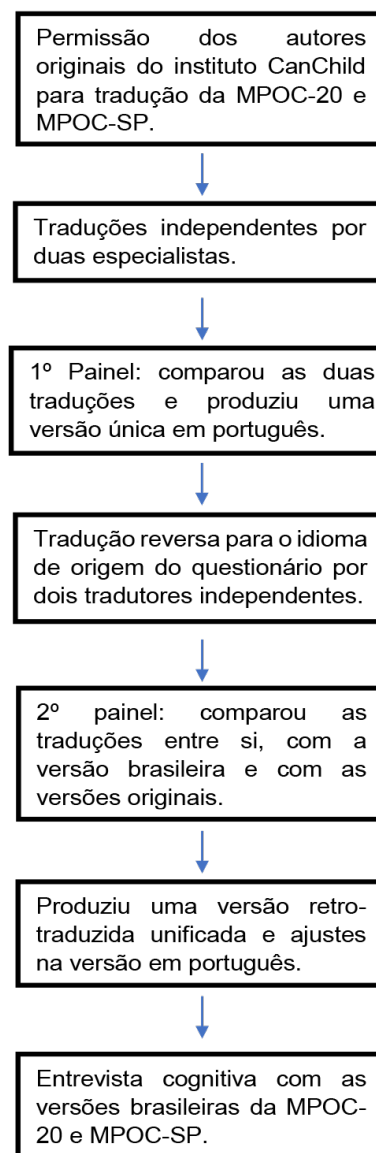 Permissão dos autores
originais do instituto CanChild
para tradução da MPOC-20 e
MPOC-SP.
Traduções independentes por
duas especialistas.
1º Painel: comparou as duas
traduções e produziu uma
versão única em português.
Tradução reversa para o idioma
de origem do questionário por
dois tradutores independentes.
2º painel: comparou as
traduções entre si, com a
versão brasileira e com as
versões originais.
Produziu uma versão retro-
traduzida unificada e ajustes
na versão em português.
Entrevista cognitiva com as
versões brasileiras da MPOC-
20 e MPOC-SP.